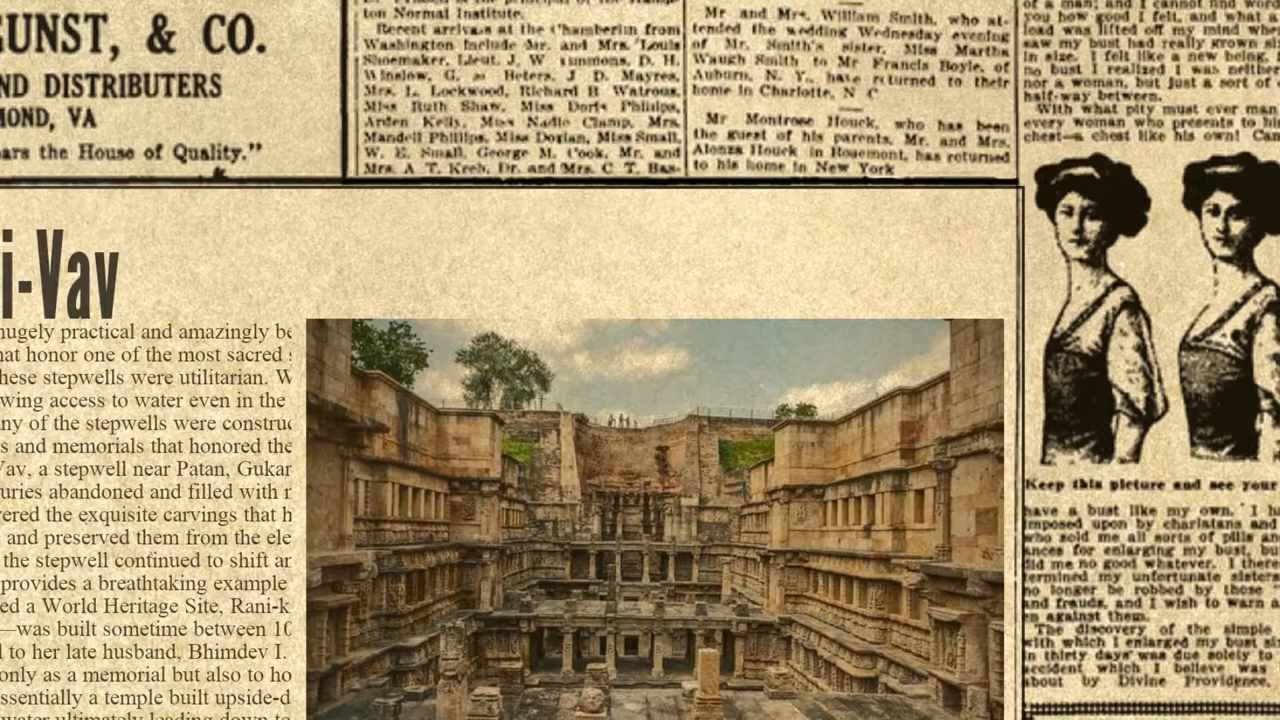 GUNST, & CO.
ND DISTRIBUTERS
MOND, VA
ars the House of Quality."
ton Normal Institute.
Recent arrivals at the Chamberlin from
Washington include Mr. and Mrs. Louis
Shoemaker, Lieut. J. W. D. H.
Winslow, G. Heters, J D. Mayres,
Mrs. L. Lockwood, Richard B Watrous,
Miss Ruth Shaw, Miss Doris Philips,
Arden Kells, Miss Nadie Clamp, Mrs.
Mandell Phillips, Miss Dozian, Miss Small,
W. E. Small, George M. Cook, Mr. and
Mrs. A T. Kreh, Dr. and Mrs. C T. Bas-
Mr and Mrs. William Smith, who at-
tended the wedding Wednesday evening
of Mr. Smith's sister, Miss Martha
Waugh Smith to Mr Francis Boyle, of
Auburn, N. Y., have returned to their
home in Charlotte, N C
Mr Montrose Houck, who has been
the guest of his parents, Mr. and Mrs.
Alonza Houck in Rosemont, has returned
to his home in New York
of a man; and I cannot find word
you how good I felt, and what a
load was lifted off my mind whe
saw my bust had really grown si
in size. I felt like a new being, f
no bust I realized I was neither
nor a woman, but just a sort of
half-way between.
With what pity must ever man
every woman who presents to his
chest—a chest like his own! Can
Keep this picture and see your
have a bust like my own. I h
imposed upon by charlatans and
who sold me all sorts of pills an
ances for enlarging my bust, bu
did me no good whatever. I there
termined my unfortunate sisters
no longer be robbed by those
and frauds, and I wish to warn a
en against them.
The discovery of the simple
with which I enlarged my bust si
in thirty days was due solely to
accident which I believe was
about by Divine Providence,
i-Vav
hugely practical and amazingly be
hat honor one of the most sacred s
hese stepwells were utilitarian. W
wing access to water even in the
ny of the stepwells were construc
s and memorials that honored the
Vav, a stepwell near Patan, Gukar
uries abandoned and filled with
vered the exquisite carvings that h
and preserved them from the ele
the stepwell continued to shift an
provides a breathtaking example
ed a World Heritage Site, Rani-k
—was built sometime between 10
to her late husband, Bhimdev I.
only as a memorial but also to ho
ssentially a temple built upside-d
water ultimately leading down to